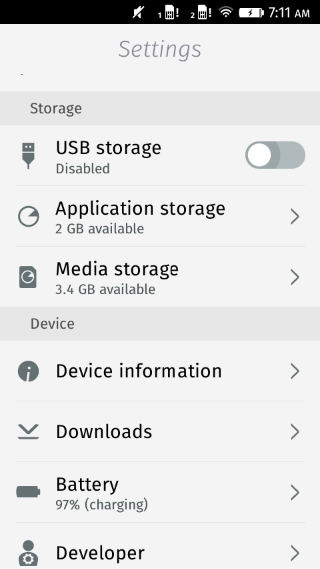 1 ! 2 ! 7:11 AM
Settings
Storage
USB storage
Disabled
Application storage
2 GB available
Media storage
3.4 GB available
Device
Device information
Downloads
Battery
97% (charging)
Developer